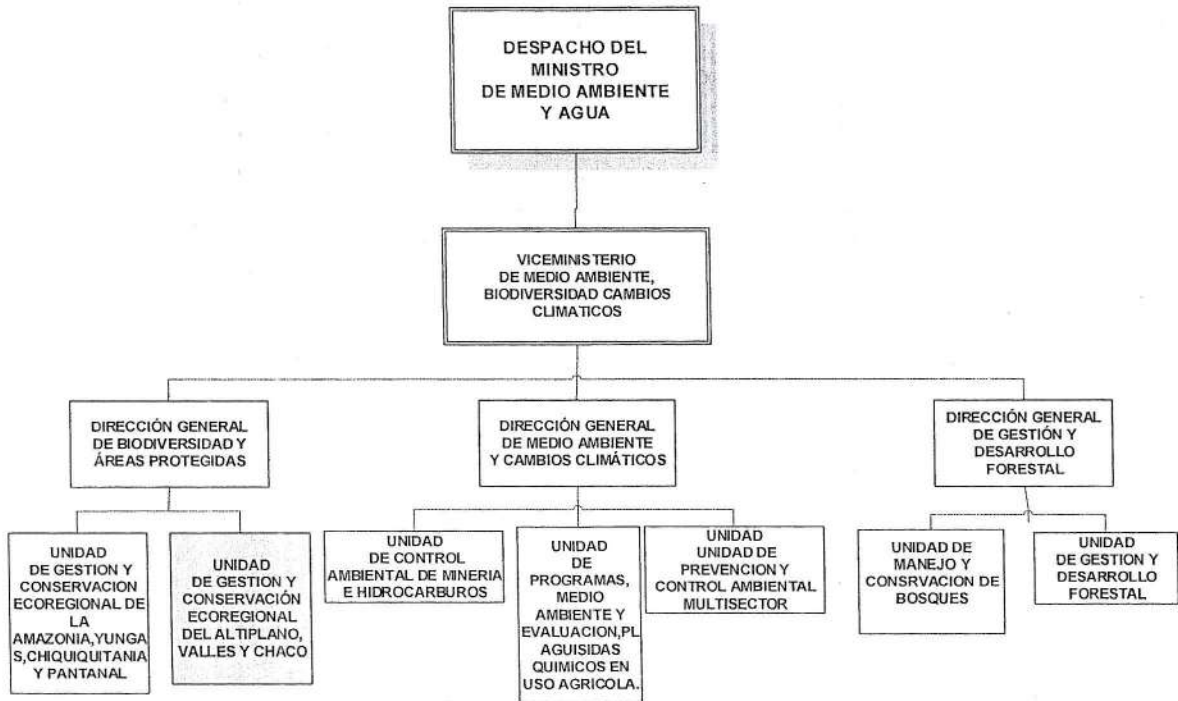 DESPACHO DEL
MINISTRO
DE MEDIO AMBIENTE
Y AGUA
VICEMINISTERIO
DE MEDIO AMBIENTE,
BIODIVERSIDAD CAMBIOS
CLIMATICOS
DIRECCIÓN GENERAL
DE BIODIVERSIDAD Y
ÁREAS PROTEGIDAS
DIRECCIÓN GENERAL
DE MEDIO AMBIENTE
Y CAMBIOS CLIMÁTICOS
DIRECCIÓN GENERAL
DE GESTIÓN Y
DESARROLLO
FORESTAL
UNIDAD
DE GESTION Y
CONSERVACION
ECOREGIONAL DE
LA
AMAZONIA,YUNGA
S,CHIQUIQUITANIA
Y PANTANAL
UNIDAD
DE GESTION Y
CONSERVACIÓN
ECOREGIONAL
DEL ALTIPLANO,
VALLES Y CHACO
UNIDAD
DE CONTROL
AMBIENTAL DE MINERIA
E HIDROCARBUROS
UNIDAD
DE
PROGRAMAS,
MEDIO
AMBIENTE Y
EVALUACION,PL
AGUISIDAS
QUIMICOS EN
USO AGRICOLA.
UNIDAD
UNIDAD DE
PREVENCION Y
CONTROL AMBIENTAL
MULTISECTOR
UNIDAD DE
MANEJO Y
CONSRVACION DE
BOSQUES
UNIDAD
DE GESTION Y
DESARROLLO
FORESTAL